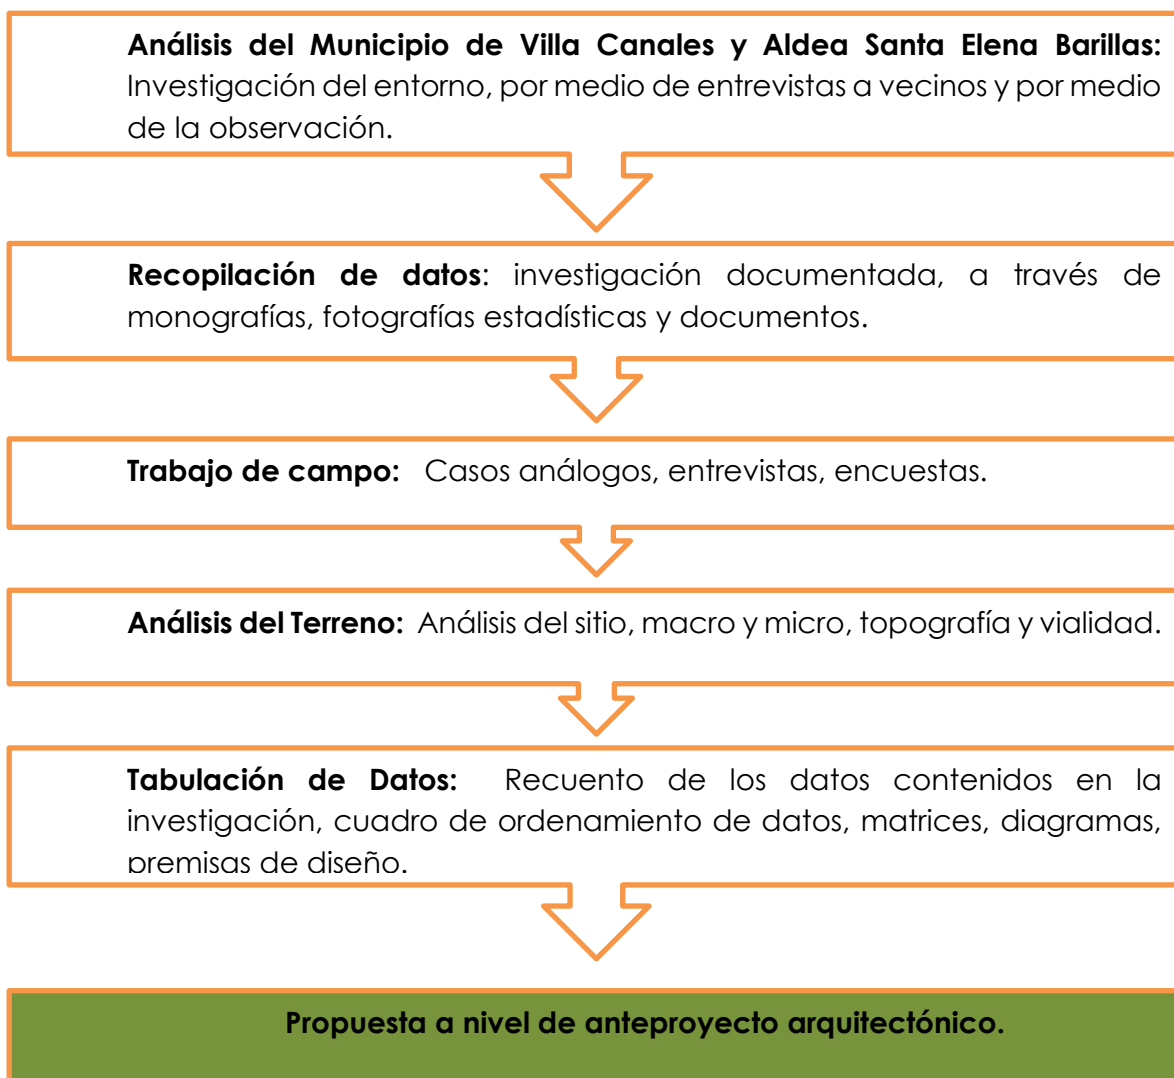 Análisis del Municipio de Villa Canales y Aldea Santa Elena Barillas:
Investigación del entorno, por medio de entrevistas a vecinos y por medio
de la observación.
Recopilación de datos: investigación documentada, a través de
monografías, fotografías estadísticas y documentos.
Trabajo de campo: Casos análogos, entrevistas, encuestas.
Análisis del Terreno: Análisis del sitio, macro y micro, topografía y vialidad.
Tabulación de Datos: Recuento de los datos contenidos en la
investigación, cuadro de ordenamiento de datos, matrices, diagramas,
premisas de diseño.
Propuesta a nivel de anteproyecto arquitectónico.